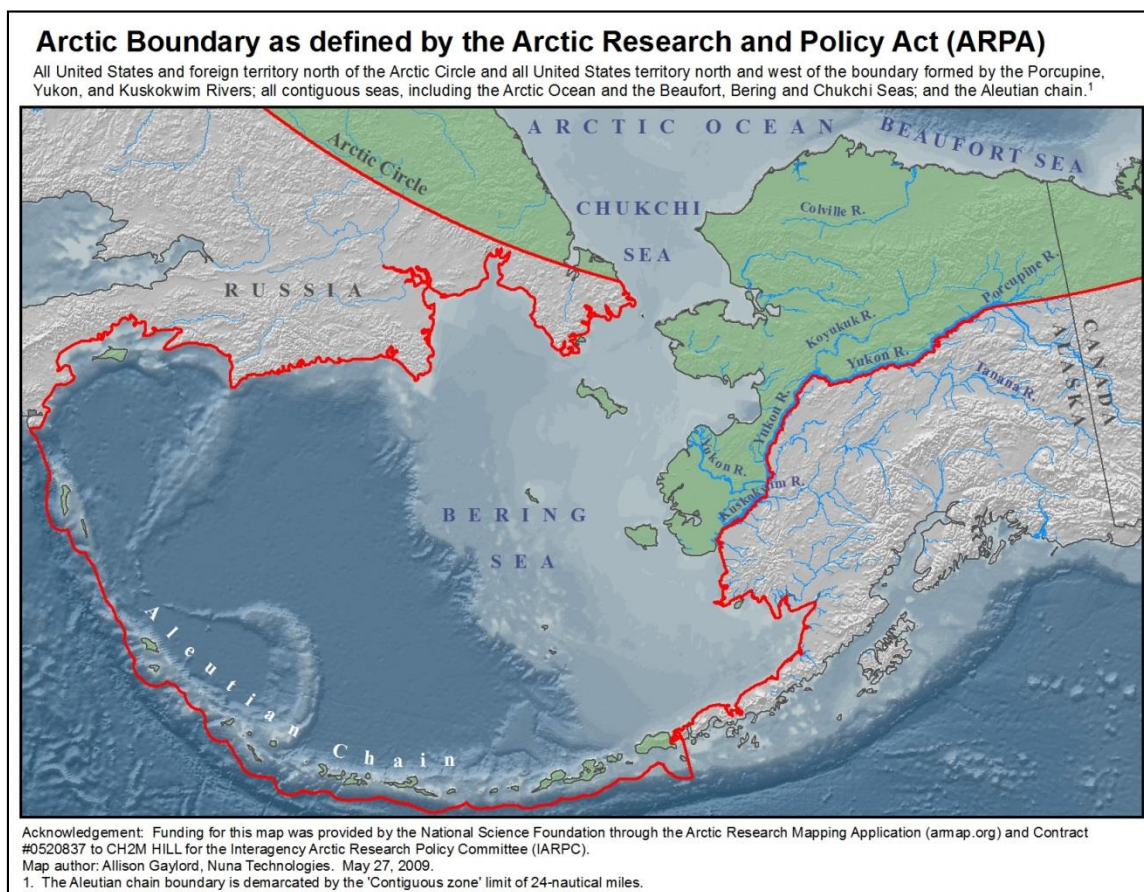 Arctic Boundary as defined by the Arctic Research and Policy Act (ARPA)
All United States and foreign territory north of the Arctic Circle and all United States territory north and west of the boundary formed by the Porcupine,
Yukon, and Kuskokwim Rivers; all contiguous seas, including the Arctic Ocean and the Beaufort, Bering and Chukchi Seas; and the Aleutian chain.¹
ARCTIC OCEAN
BEAUFORT SEA
Arctic Circle
CHUKCHI
SEA
Colville R.
RUSSIA
Porcupine R.
Koyukuk R.
Yukon R.
CANADA
ALASKA
Tanana R.
Yukon R.
Yukon R.
Kuskokwim R.
BERING
SEA
Aleutian
Chain
Acknowledgement: Funding for this map was provided by the National Science Foundation through the Arctic Research Mapping Application (armap.org) and Contract
#0520837 to CH2M HILL for the Interagency Arctic Research Policy Committee (IARPC).
Map author: Allison Gaylord, Nuna Technologies. May 27, 2009.
1. The Aleutian chain boundary is demarcated by the 'Contiguous zone' limit of 24-nautical miles.